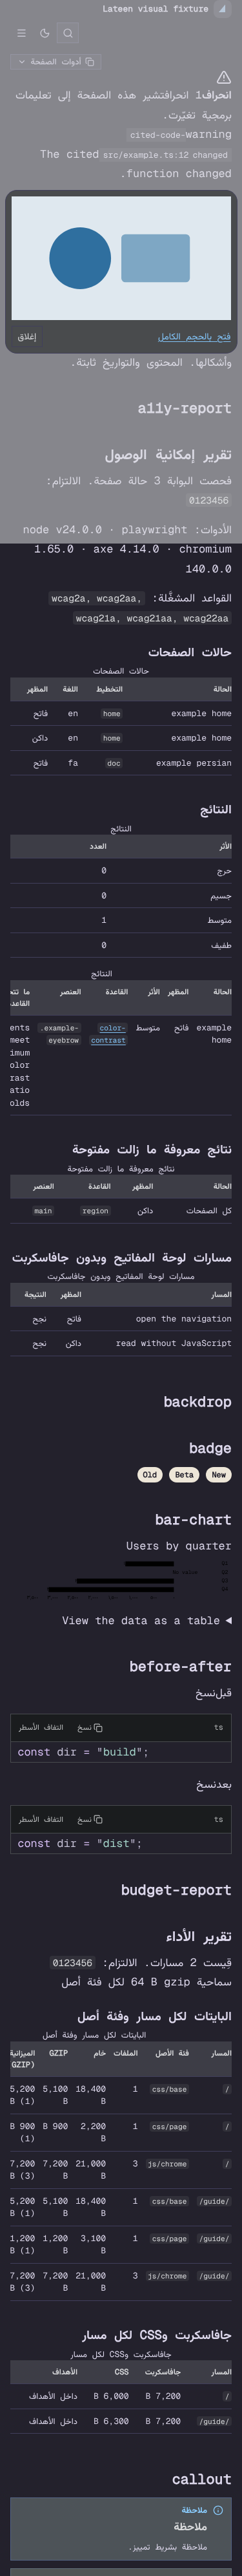 Lateen visual fixture
أدوات الصفحة
انحراف1 انحرافتشير هذه الصفحة إلى تعليمات
برمجية تغيّرت.
cited-code-warning
The cited src/example.ts:12 changed
function changed.
فتح بالحجم الكامل
إغلاق
وأشكالها. المحتوى والتواريخ ثابتة.
a11y-report
تقرير إمكانية الوصول
فحصت البوابة 3 حالة صفحة. الالتزام:
0123456
الأدوات: node v24.0.0 · playwright
1.65.0 · axe 4.14.0 · chromium
140.0.0
القواعد المشغَّلة: wcag2a, wcag2aa,
wcag21a, wcag21aa, wcag22aa
حالات الصفحات
حالات الصفحات
الحالة التخطيط اللغة المظهر
example home home en فاتح
example home home en داكن
example persian doc fa فاتح
النتائج
النتائج
الأثر العدد
حرج 0
جسيم 0
متوسط 1
طفيف 0
النتائج
الحالة المظهر الأثر القاعدة العنصر
example home فاتح متوسط color-contrast .example-eyebrow
نتائج معروفة ما زالت مفتوحة
نتائج معروفة ما زالت مفتوحة
الحالة المظهر القاعدة العنصر
كل الصفحات داكن region main
مسارات لوحة المفاتيح وبدون جافاسكربت
مسارات لوحة المفاتيح وبدون جافاسكربت
المسار المظهر النتيجة
open the navigation فاتح نجح
read without JavaScript داكن نجح
backdrop
badge
New Beta Old
bar-chart
Users by quarter
View the data as a table
before-after
قبلنسخ
ts نسخ التفاف الأسطر
const dir = "build";
بعدنسخ
ts نسخ التفاف الأسطر
const dir = "dist";
budget-report
تقرير الأداء
قِيست 2 مسارات. الالتزام: 0123456
سماحية 64 B gzip لكل فئة أصل
البايتات لكل مسار وفئة أصل
البايتات لكل مسار وفئة أصل
المسار فئة الأصل الملفات خام GZIP الميزانية (GZIP
/ css/base 1 18,400 B 5,100 B 5,200 B (1)
/ css/page 1 2,200 B 900 B 900 B (1)
/ js/chrome 3 21,000 B 7,200 B 7,200 B (3)
/guide/ css/base 1 18,400 B 5,100 B 5,200 B (1)
/guide/ css/page 1 3,100 B 1,200 B 1,200 B (1)
/guide/ js/chrome 3 21,000 B 7,200 B 7,200 B (3)
جافاسكربت وCSS لكل مسار
جافاسكربت وCSS لكل مسار
المسار جافاسكربت CSS الأهداف
/ 7,200 B 6,000 B داخل الأهداف
/guide/ 7,200 B 6,300 B داخل الأهداف
callout
ملاحظة
ملاحظة
ملاحظة بشريط تمييز.